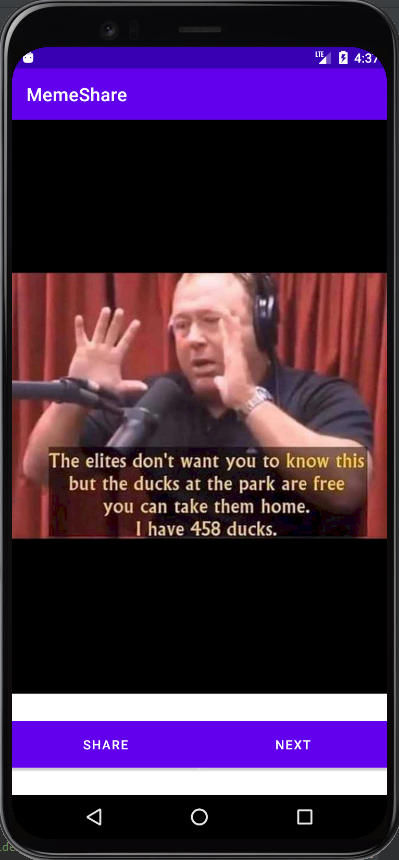 LTE 4:37
MemeShare
The elites don't want you to know this
but the ducks at the park are free
you can take them home.
I have 458 ducks.
SHARE NEXT